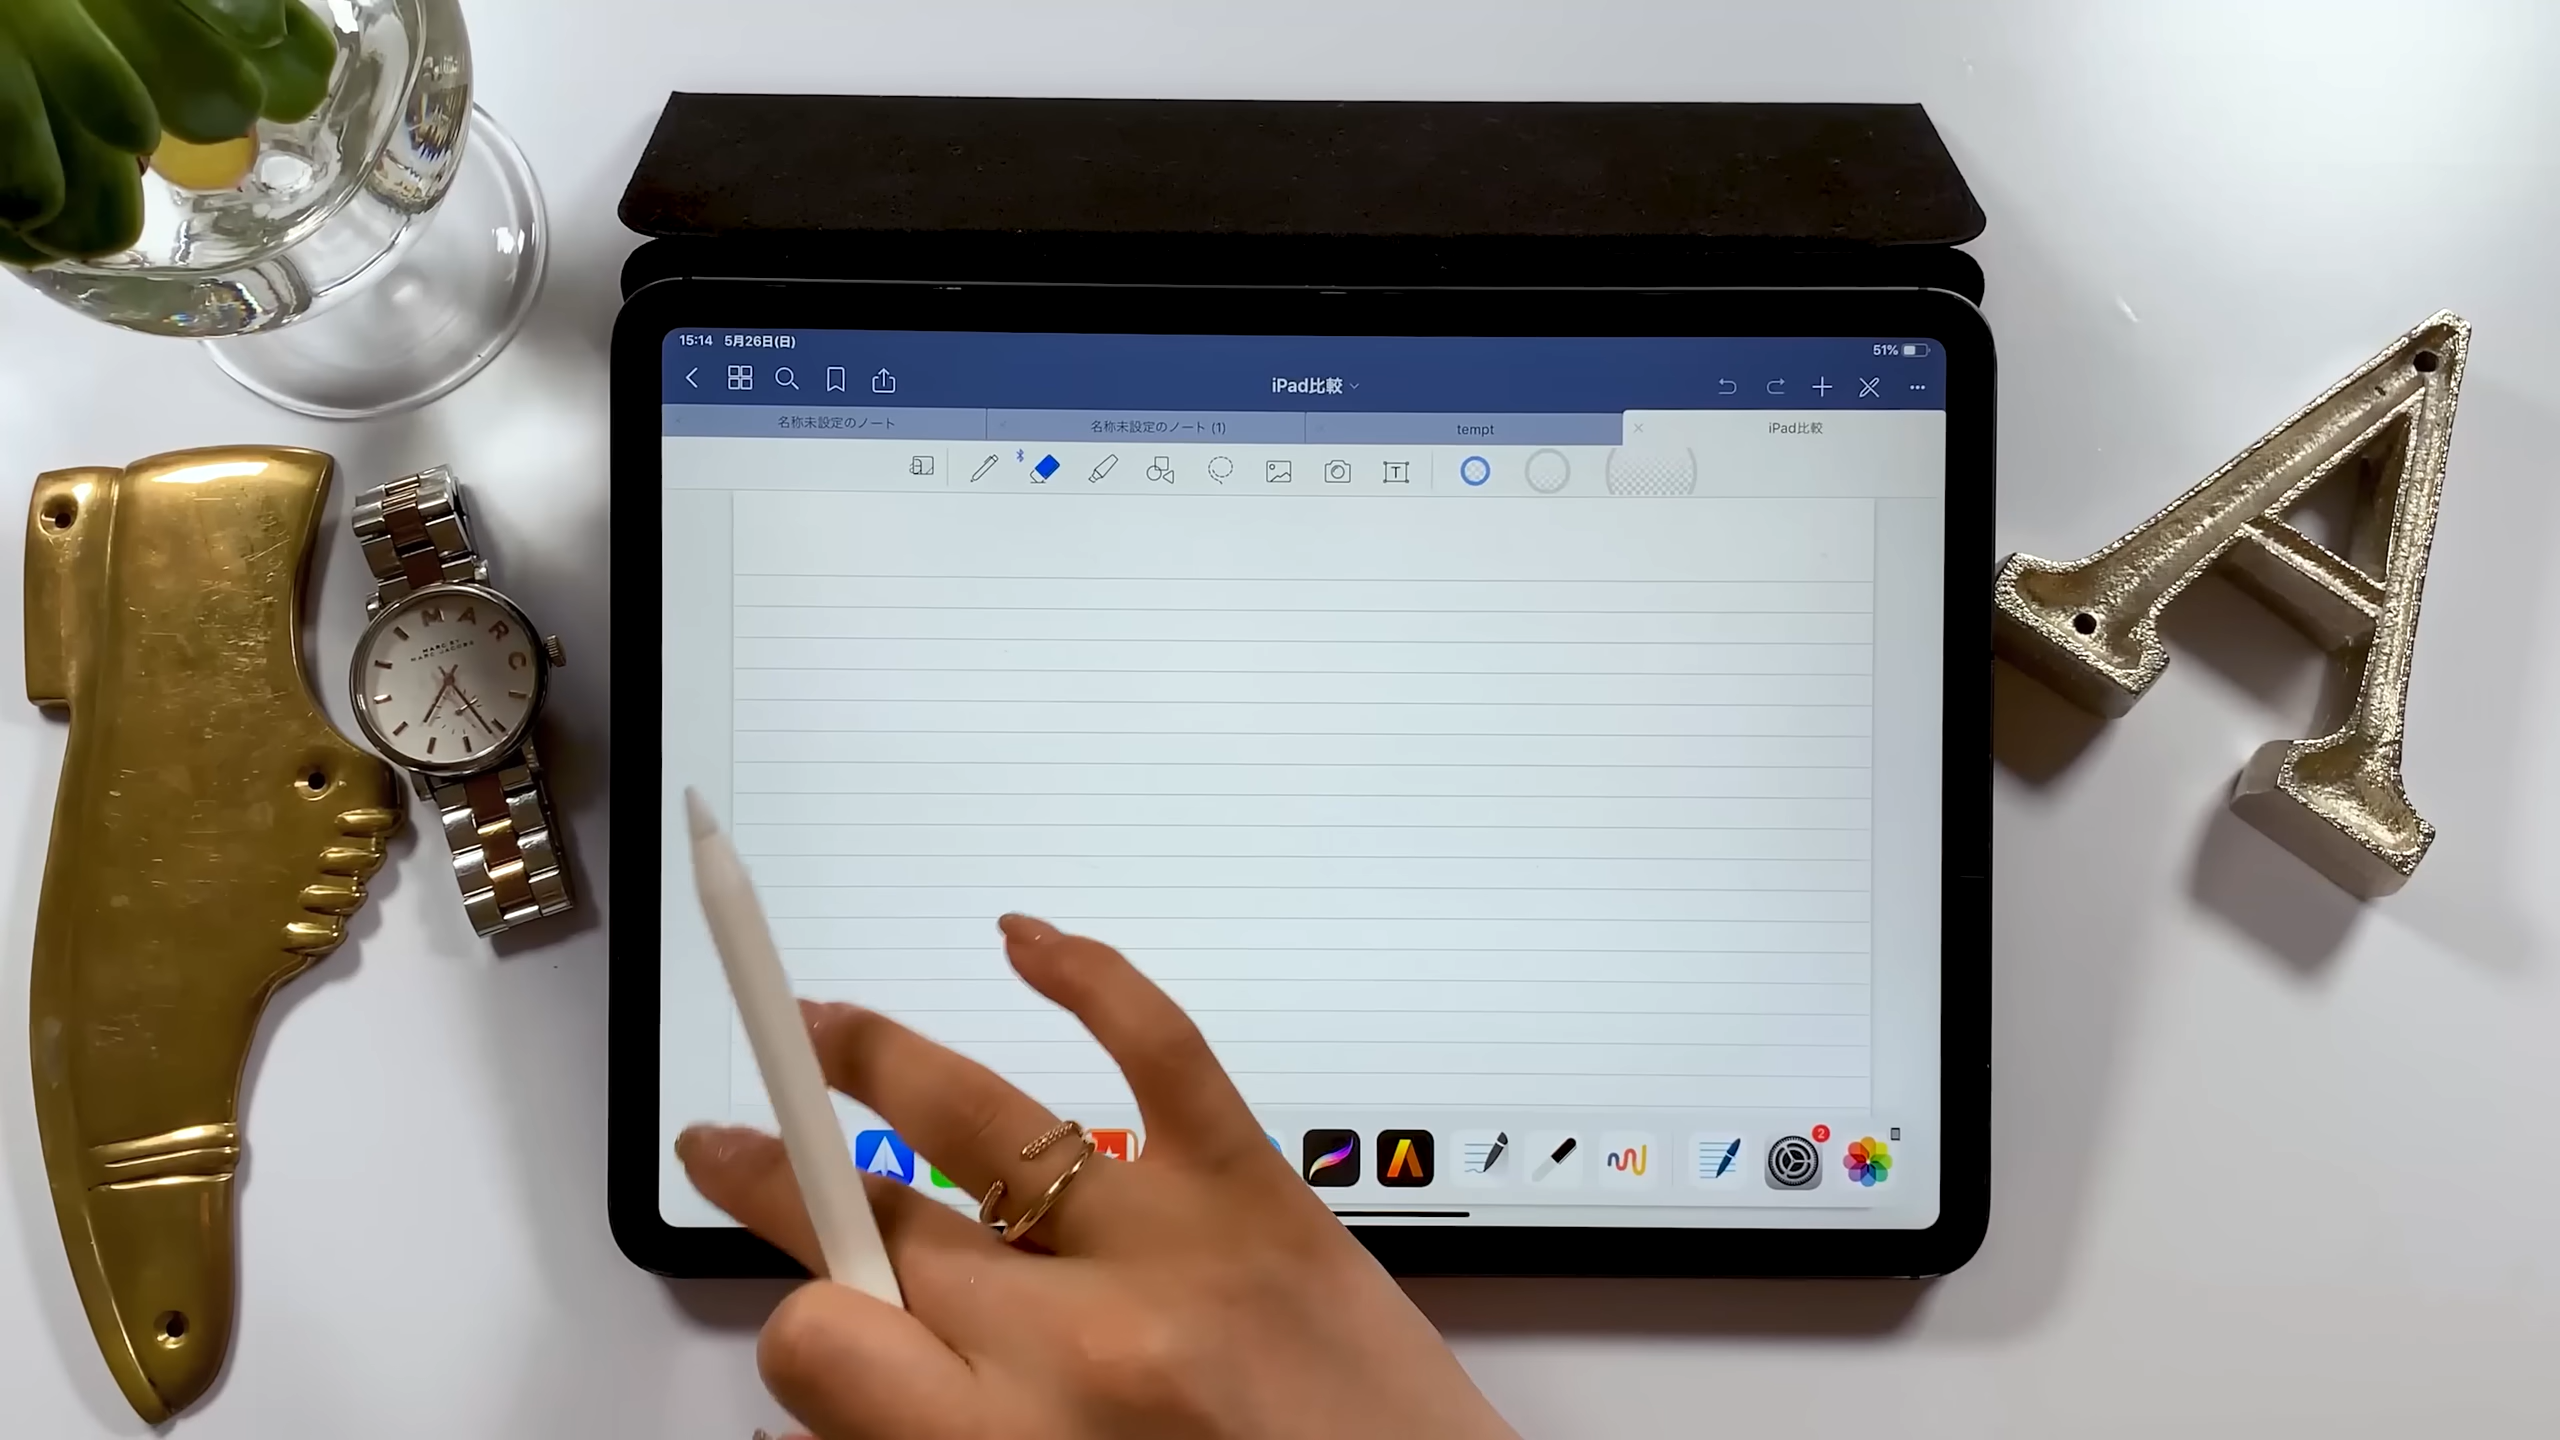 15:14 5月26日(日)
51%
iPad比較
名称未設定のノート
名称未設定のノート (1)
tempt
iPad比較
T
2
MARC
MARC BY
MARC JACOBS
A